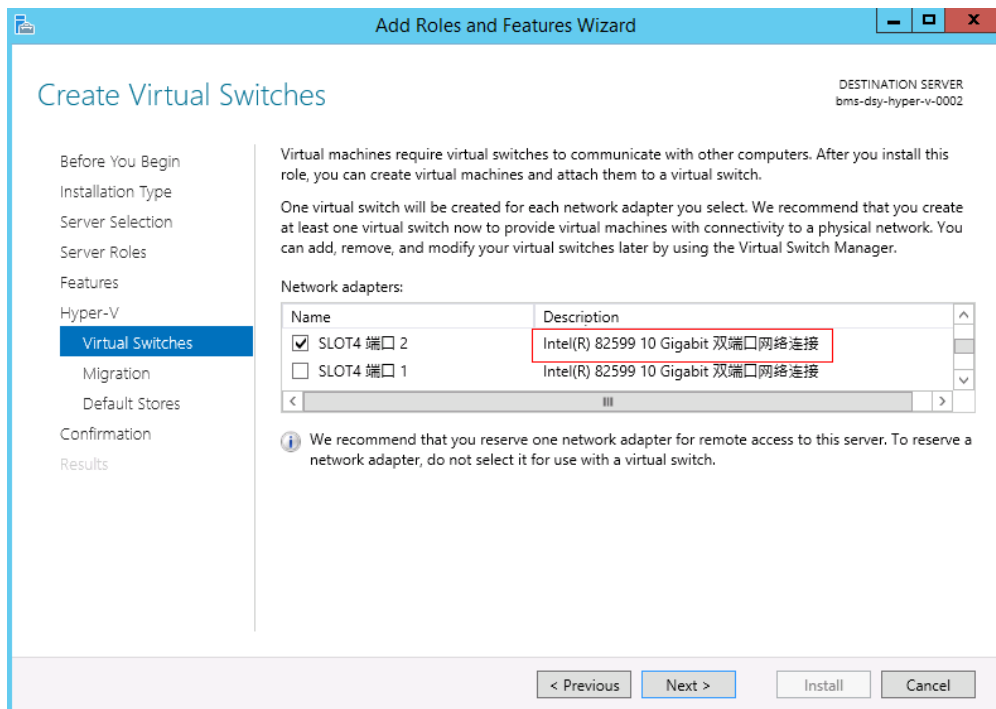 Add Roles and Features Wizard
Create Virtual Switches
DESTINATION SERVER
bms-dsy-hyper-v-0002
Before You Begin
Installation Type
Server Selection
Server Roles
Features
Hyper-V
Virtual Switches
Migration
Default Stores
Confirmation
Results
Virtual machines require virtual switches to communicate with other computers. After you install this
role, you can create virtual machines and attach them to a virtual switch.
One virtual switch will be created for each network adapter you select. We recommend that you create
at least one virtual switch now to provide virtual machines with connectivity to a physical network. You
can add, remove, and modify your virtual switches later by using the Virtual Switch Manager.
Network adapters:
Name Description
SLOT4 端口 2 Intel(R) 82599 10 Gigabit 双端口网络连接
SLOT4 端口 1 Intel(R) 82599 10 Gigabit 双端口网络连接
We recommend that you reserve one network adapter for remote access to this server. To reserve a
network adapter, do not select it for use with a virtual switch.
< Previous Next > Install Cancel